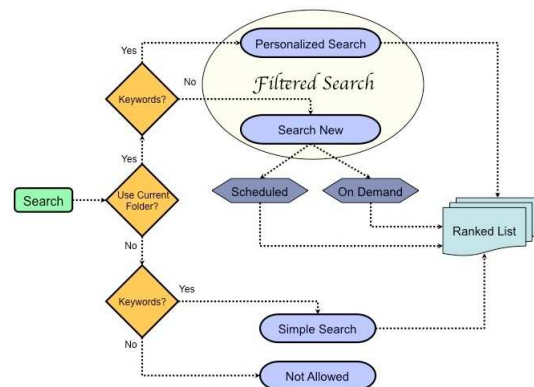 Yes
Personalized Search
No
Filtered Search
Keywords?
Search New
Yes
Scheduled
On Demand
Search
Use Current
Folder?
Ranked List
No
Keywords?
Yes
Simple Search
No
Not Allowed